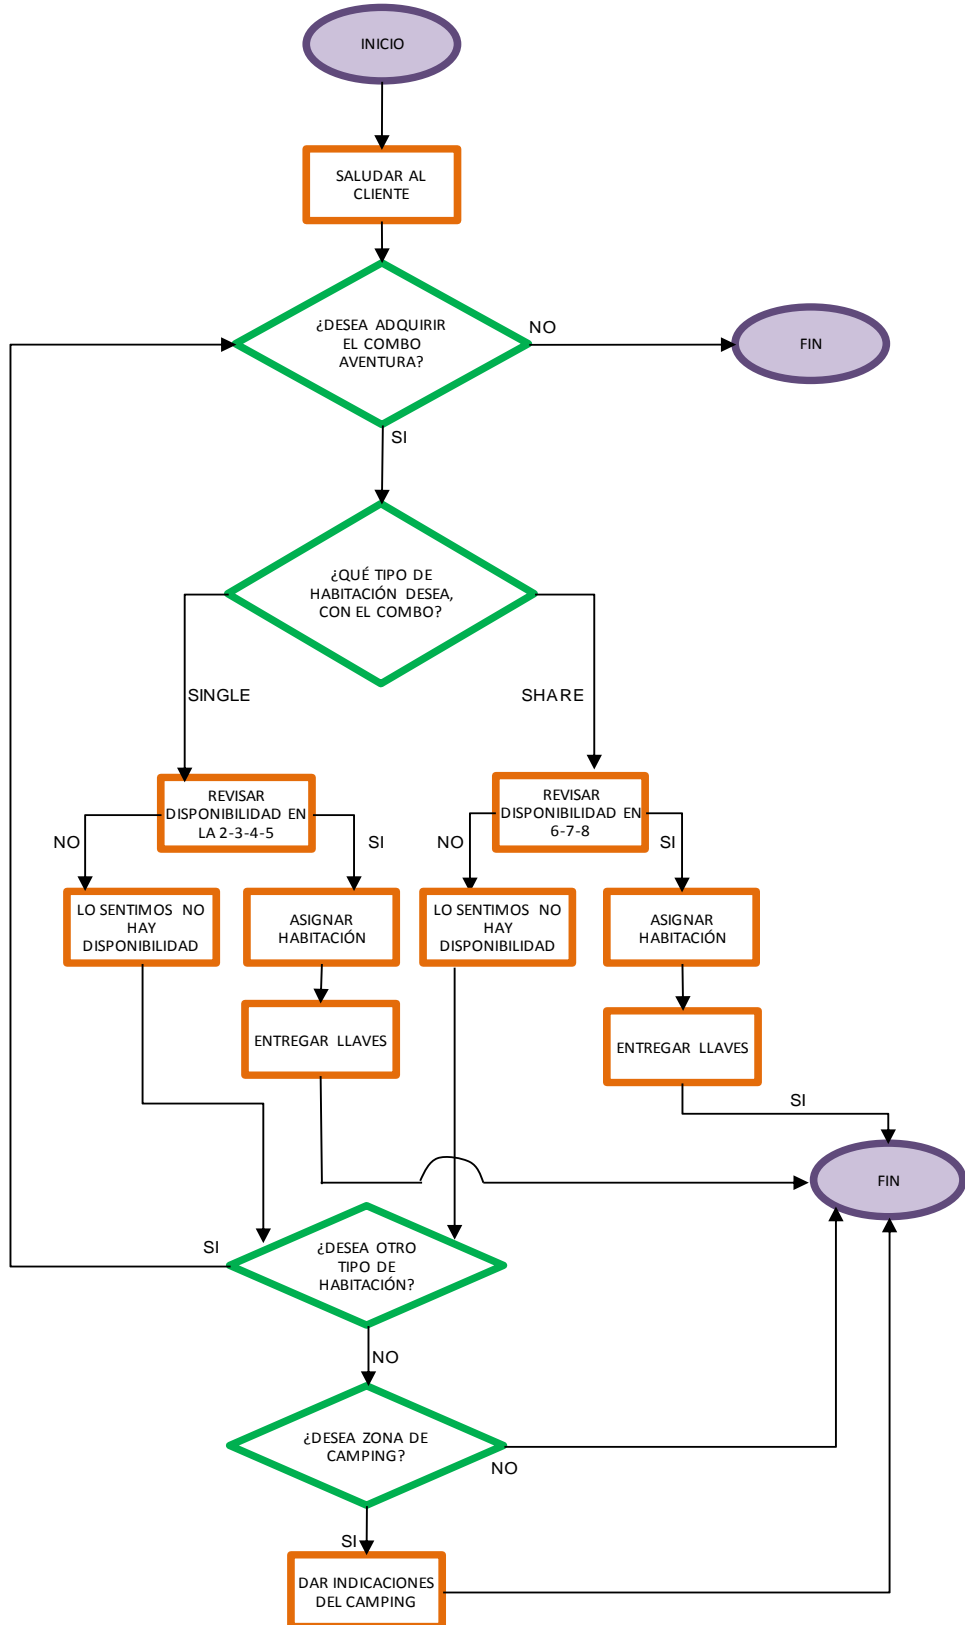 INICIO
SALUDAR AL
CLIENTE
¿DESEA ADQUIRIR
EL COMBO
AVENTURA?
NO
FIN
SI
¿QUÉ TIPO DE
HABITACIÓN DESEA,
CON EL COMBO?
SINGLE
SHARE
REVISAR
DISPONIBILIDAD EN
LA 2-3-4-5
REVISAR
DISPONIBILIDAD EN
6-7-8
NO
SI
NO
SI
LO SENTIMOS NO
HAY
DISPONIBILIDAD
ASIGNAR
HABITACIÓN
LO SENTIMOS NO
HAY
DISPONIBILIDAD
ASIGNAR
HABITACIÓN
ENTREGAR LLAVES
ENTREGAR LLAVES
SI
FIN
SI
¿DESEA OTRO
TIPO DE
HABITACIÓN?
NO
¿DESEA ZONA DE
CAMPING?
NO
SI
DAR INDICACIONES
DEL CAMPING